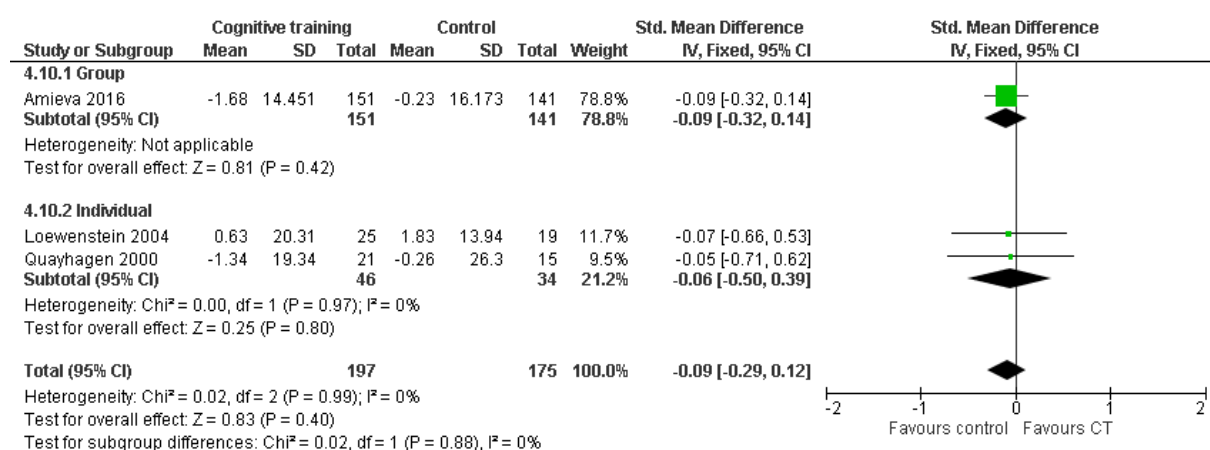 Cognitive training Control Std. Mean Difference Std. Mean Difference
Study or Subgroup Mean SD Total Mean SD Total Weight IV, Fixed, 95% CI IV, Fixed, 95% CI
4.10.1 Group
Amieva 2016 -1.68 14.451 151 -0.23 16.173 141 78.8% -0.09 [-0.32, 0.14]
Subtotal (95% CI) 151 141 78.8% -0.09 [-0.32, 0.14]
Heterogeneity: Not applicable
Test for overall effect: Z = 0.81 (P = 0.42)
4.10.2 Individual
Loewenstein 2004 0.63 20.31 25 1.83 13.94 19 11.7% -0.07 [-0.66, 0.53]
Quayhagen 2000 -1.34 19.34 21 -0.26 26.3 15 9.5% -0.05 [-0.71, 0.62]
Subtotal (95% CI) 46 34 21.2% -0.06 [-0.50, 0.39]
Heterogeneity: Chi² = 0.00, df = 1 (P = 0.97); I² = 0%
Test for overall effect: Z = 0.25 (P = 0.80)
Total (95% CI) 197 175 100.0% -0.09 [-0.29, 0.12]
Heterogeneity: Chi² = 0.02, df = 2 (P = 0.99); I² = 0%
Test for overall effect: Z = 0.83 (P = 0.40)
Test for subgroup differences: Chi² = 0.02, df = 1 (P = 0.88), I² = 0%
-2 -1 0 1 2
Favours control Favours CT